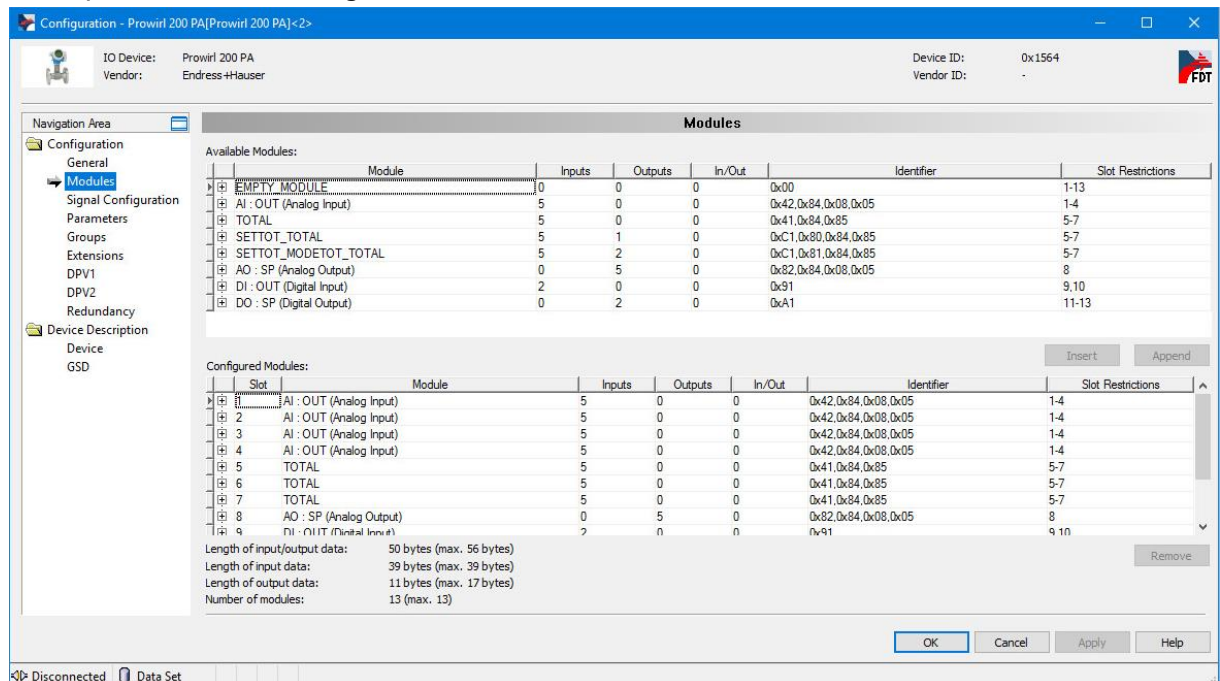 Configuration - Prowirl 200 PA[Prowirl 200 PA]<2>
IO Device: Prowirl 200 PA Device ID: 0x1564
Vendor: Endress+Hauser Vendor ID: -
FDT
Navigation Area
Configuration
General
Modules
Signal Configuration
Parameters
Groups
Extensions
DPV1
DPV2
Redundancy
Device Description
Device
GSD
Modules
Available Modules:
Module Inputs Outputs In/Out Identifier Slot Restrictions
EMPTY_MODULE 0 0 0 0x00 1-13
AI : OUT (Analog Input) 5 0 0 0x42,0x84,0x08,0x05 1-4
TOTAL 5 0 0 0x41,0x84,0x85 5-7
SETTOT_TOTAL 5 1 0 0xC1,0x80,0x84,0x85 5-7
SETTOT_MODETOT_TOTAL 5 2 0 0xC1,0x81,0x84,0x85 5-7
AO : SP (Analog Output) 0 5 0 0x82,0x84,0x08,0x05 8
DI : OUT (Digital Input) 2 0 0 0x91 9,10
DO : SP (Digital Output) 0 2 0 0xA1 11-13
Insert Append
Configured Modules:
Slot Module Inputs Outputs In/Out Identifier Slot Restrictions
1 AI : OUT (Analog Input) 5 0 0 0x42,0x84,0x08,0x05 1-4
2 AI : OUT (Analog Input) 5 0 0 0x42,0x84,0x08,0x05 1-4
3 AI : OUT (Analog Input) 5 0 0 0x42,0x84,0x08,0x05 1-4
4 AI : OUT (Analog Input) 5 0 0 0x42,0x84,0x08,0x05 1-4
5 TOTAL 5 0 0 0x41,0x84,0x85 5-7
6 TOTAL 5 0 0 0x41,0x84,0x85 5-7
7 TOTAL 5 0 0 0x41,0x84,0x85 5-7
8 AO : SP (Analog Output) 0 5 0 0x82,0x84,0x08,0x05 8
9 DI : OUT (Digital Input) 2 0 0 0x91 9,10
Length of input/output data: 50 bytes (max. 56 bytes)
Remove
Length of input data: 39 bytes (max. 39 bytes)
Length of output data: 11 bytes (max. 17 bytes)
Number of modules: 13 (max. 13)
OK Cancel Apply Help
Disconnected Data Set